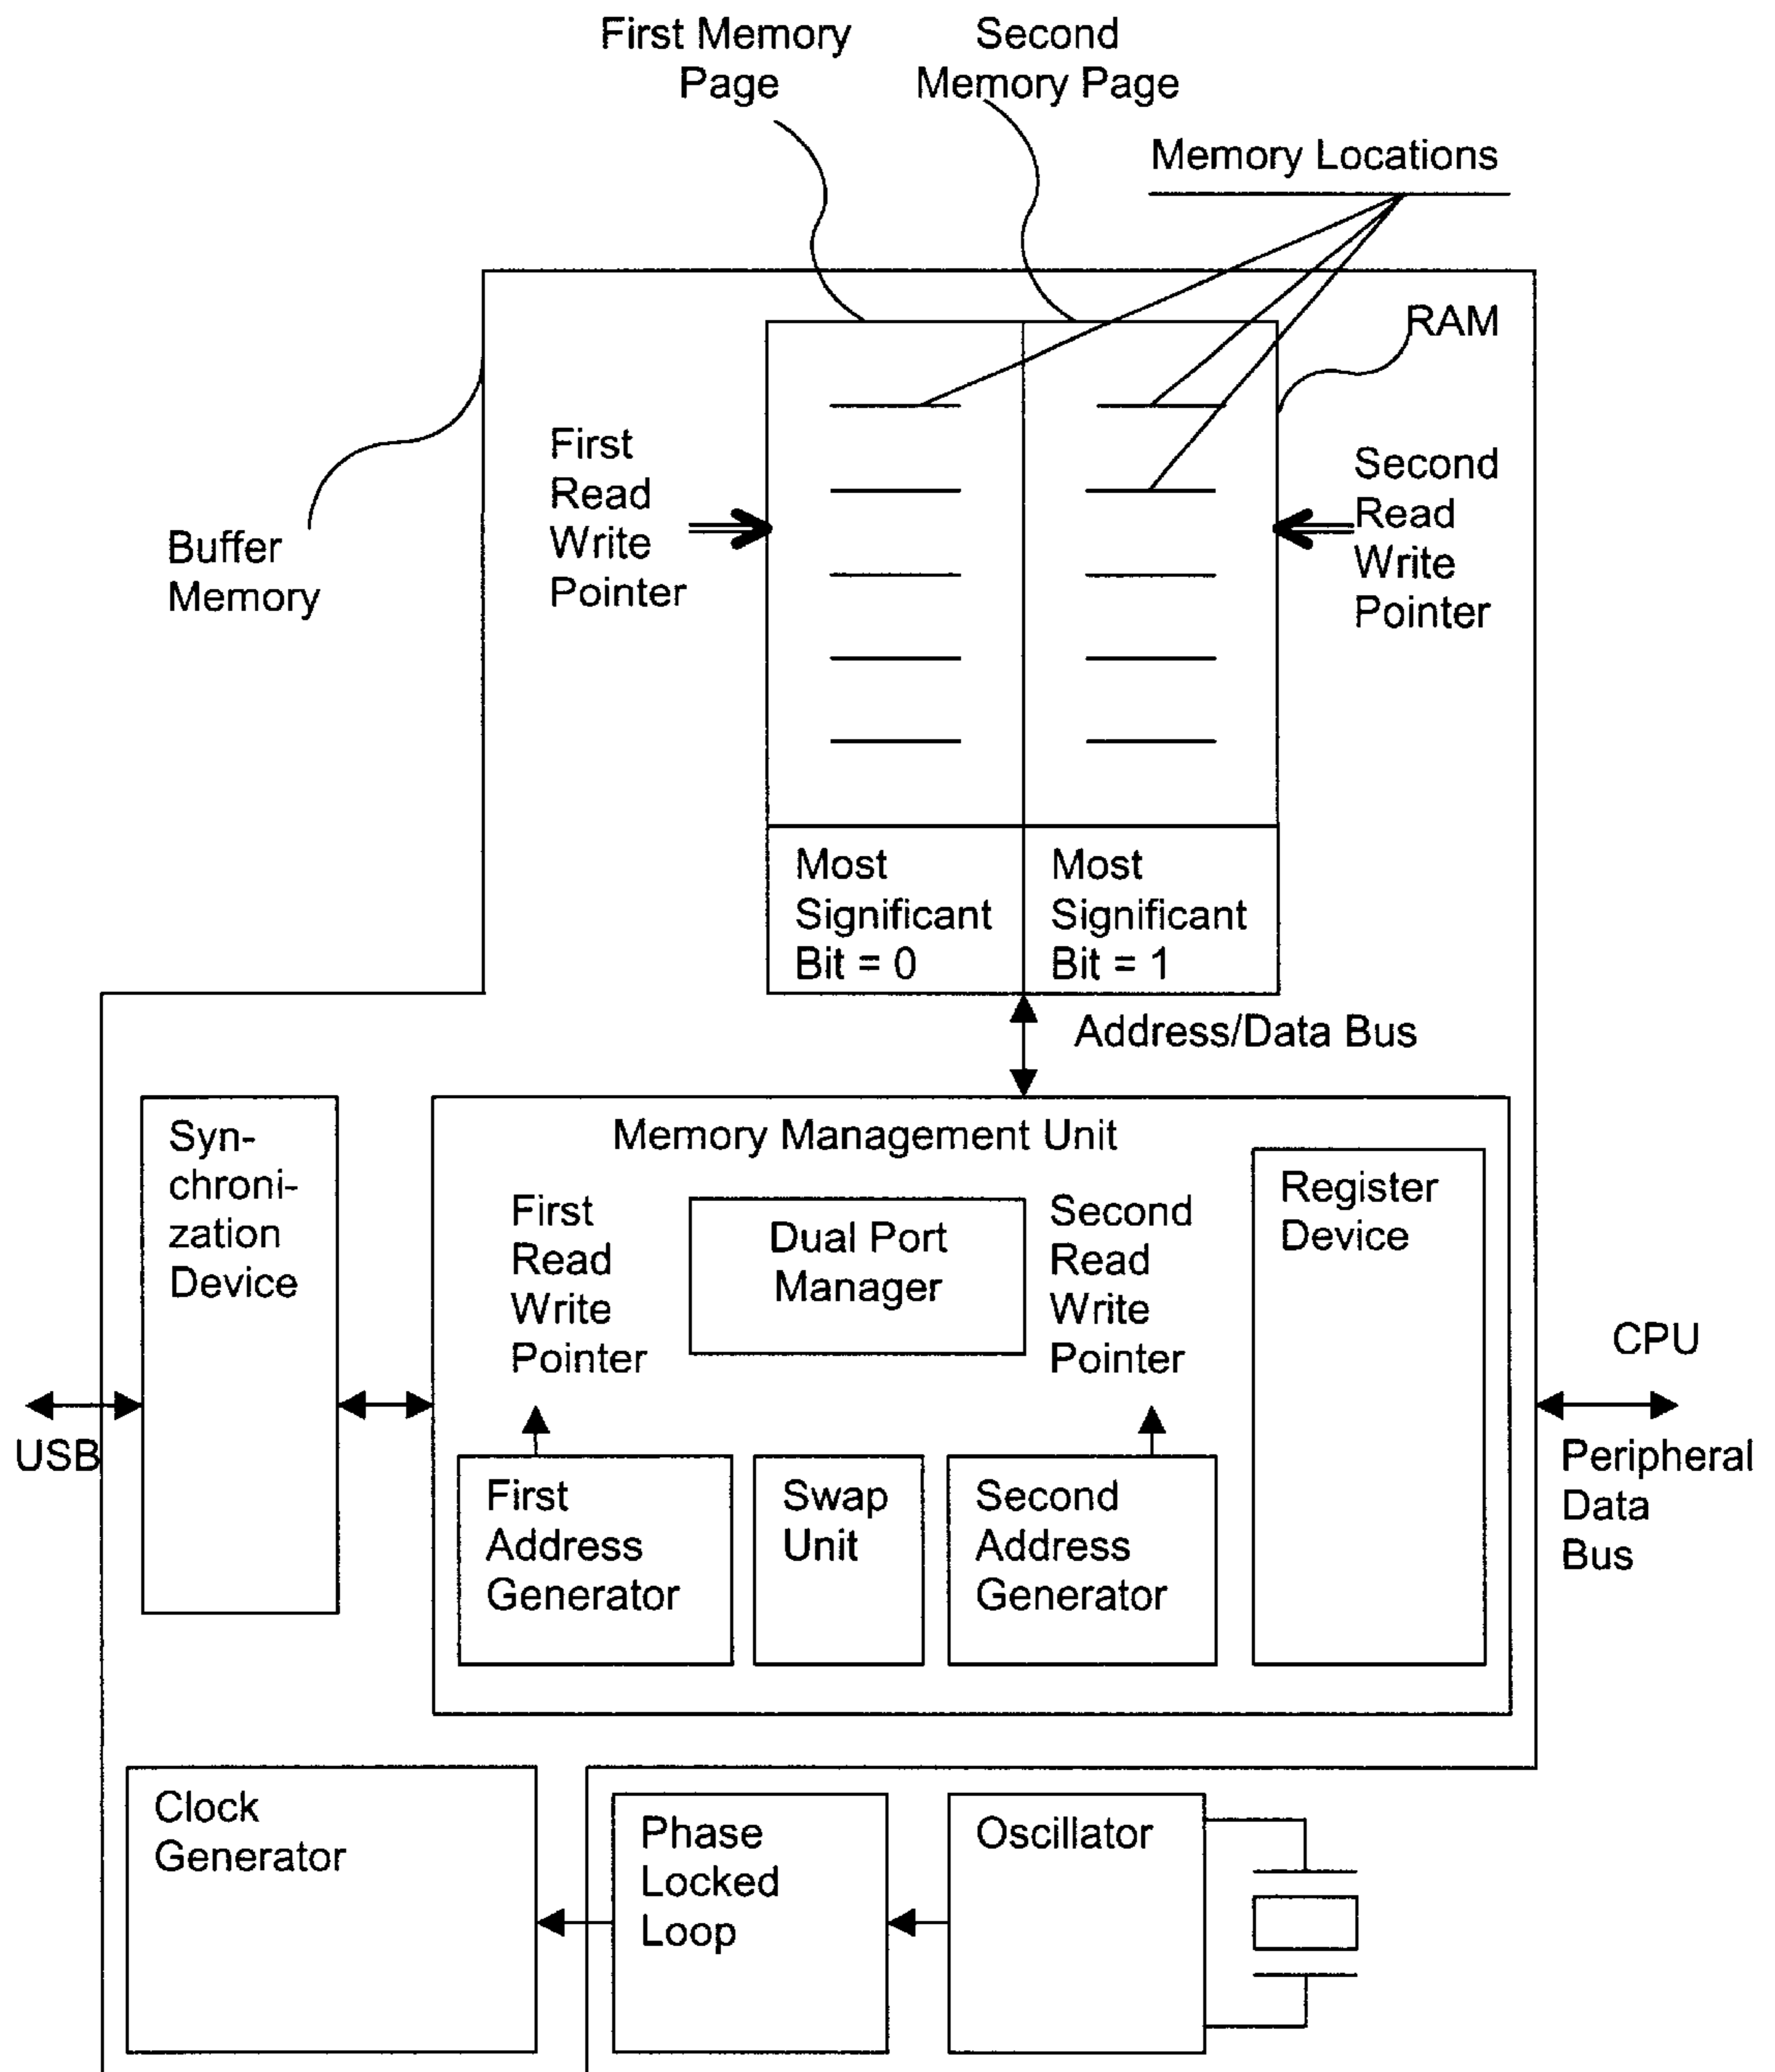 First Memory
Page
Second
Memory Page
Memory Locations
RAM
First
Read
Write
Pointer
Second
Read
Write
Pointer
Buffer
Memory
Most
Significant
Bit = 0
Most
Significant
Bit = 1
Address/Data Bus
Syn-
chroni-
zation
Device
Memory Management Unit
First
Read
Write
Pointer
Dual Port
Manager
Second
Read
Write
Pointer
Register
Device
USB
CPU
Peripheral
Data
Bus
First
Address
Generator
Swap
Unit
Second
Address
Generator
Clock
Generator
Phase
Locked
Loop
Oscillator